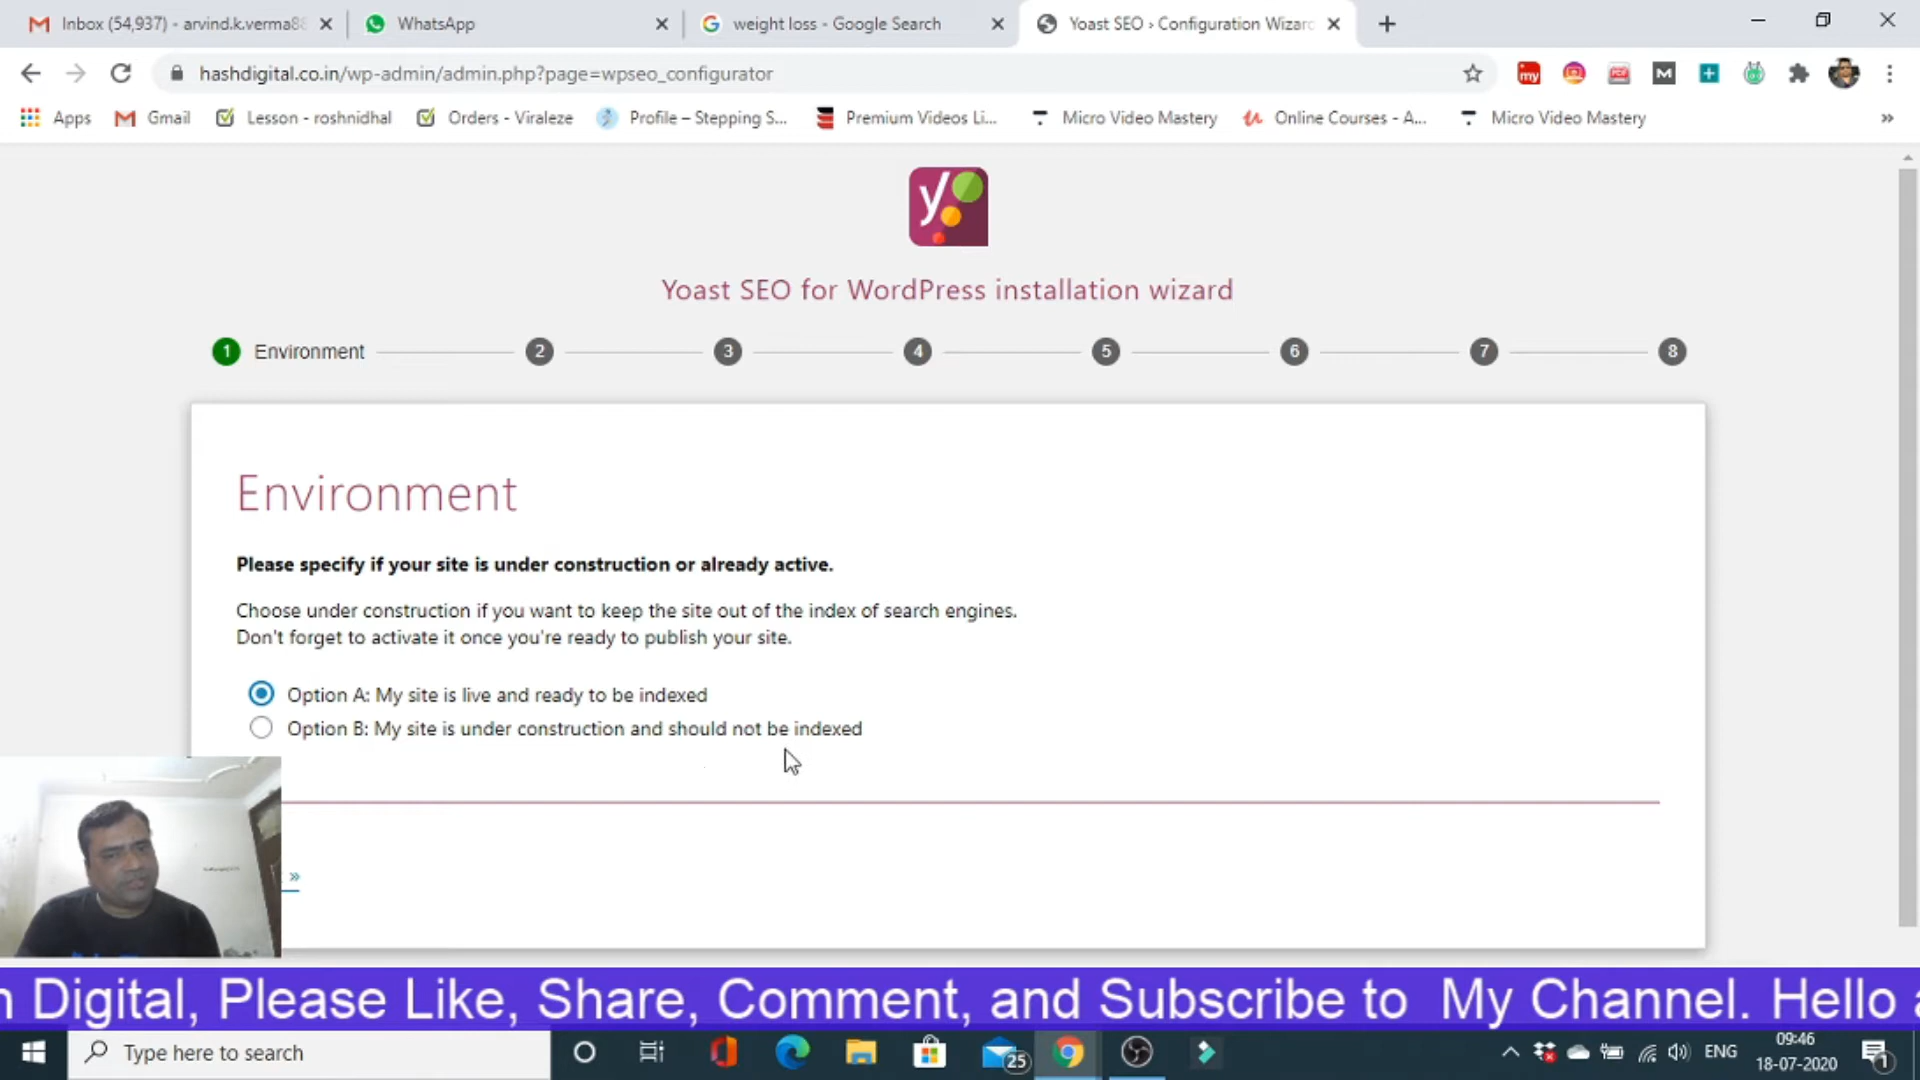 Inbox (54,937) - arvind.k.verma88
WhatsApp
weight loss - Google Search
Yoast SEO › Configuration Wizard
hashdigital.co.in/wp-admin/admin.php?page=wpseo_configurator
Apps
Gmail
Lesson - roshnidhal
Orders - Viraleze
Profile – Stepping S...
Premium Videos Li...
Micro Video Mastery
Online Courses - A...
Micro Video Mastery
»
Yoast SEO for WordPress installation wizard
1 Environment 2 3 4 5 6 7 8
Environment
Please specify if your site is under construction or already active.
Choose under construction if you want to keep the site out of the index of search engines.
Don't forget to activate it once you're ready to publish your site.
Option A: My site is live and ready to be indexed
Option B: My site is under construction and should not be indexed
»
Digital, Please Like, Share, Comment, and Subscribe to My Channel. Hello
Type here to search
25
ENG
09:46
18-07-2020
1